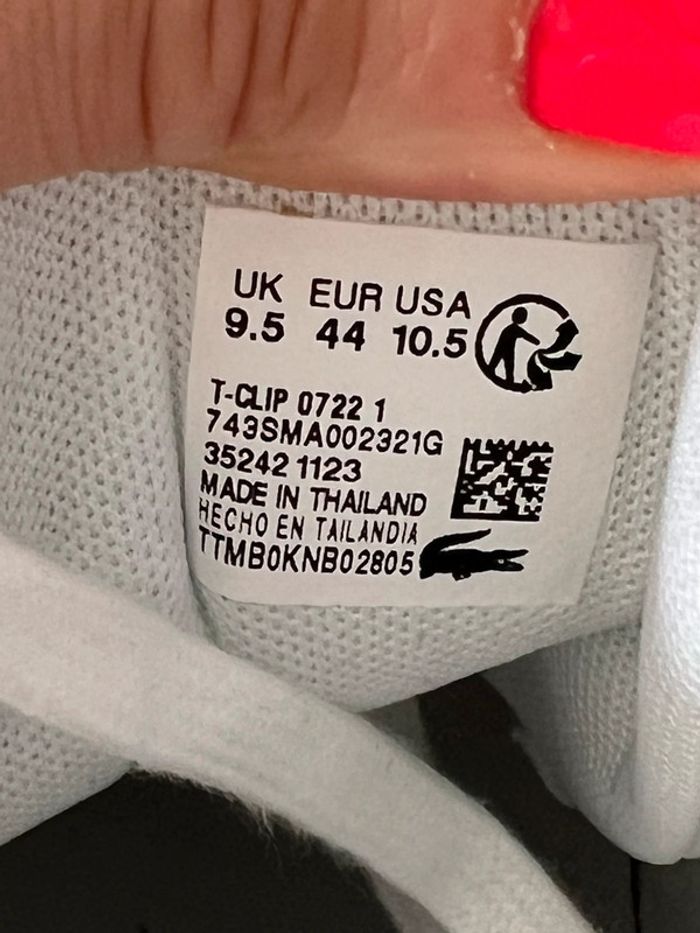 UK EUR USA
9.5 44 10.5
T-CLIP 0722 1
743SMA002321G
35242 1123
MADE IN THAILAND
HECHO EN TAILANDIA
TTMB0KNB02805